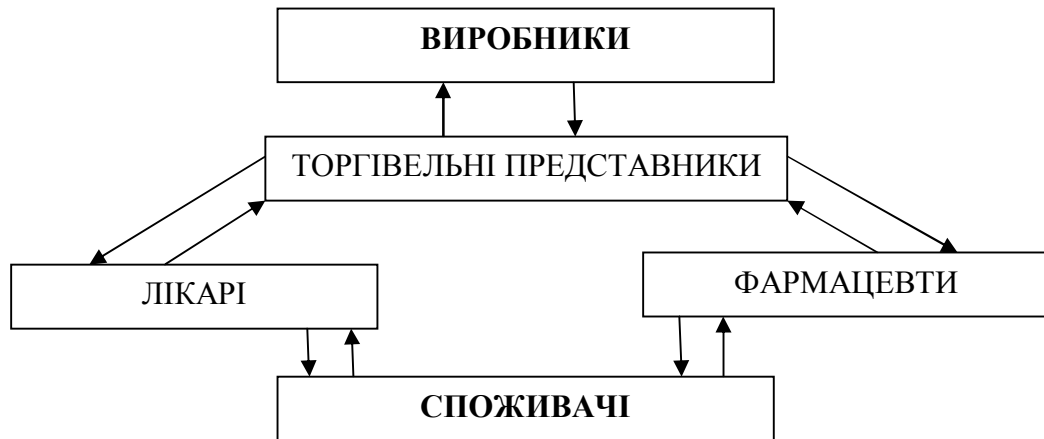 ВИРОБНИКИ
ТОРГІВЕЛЬНІ ПРЕДСТАВНИКИ
ЛІКАРІ
ФАРМАЦЕВТИ
СПОЖИВАЧІ